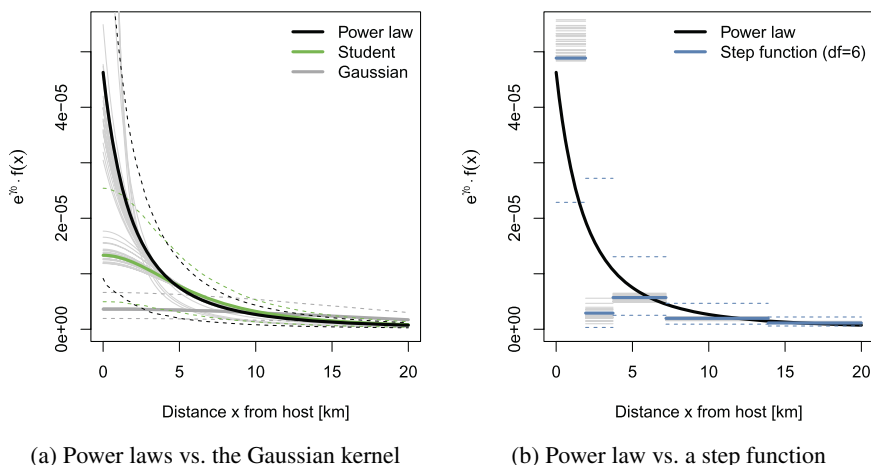 Power law
Student
Gaussian
0e+00 2e−05 4e−05
e^γ0 · f(x)
0 5 10 15 20
Distance x from host [km]
(a) Power laws vs. the Gaussian kernel
Power law
Step function (df=6)
0e+00 2e−05 4e−05
e^γ0 · f(x)
0 5 10 15 20
Distance x from host [km]
(b) Power law vs. a step function